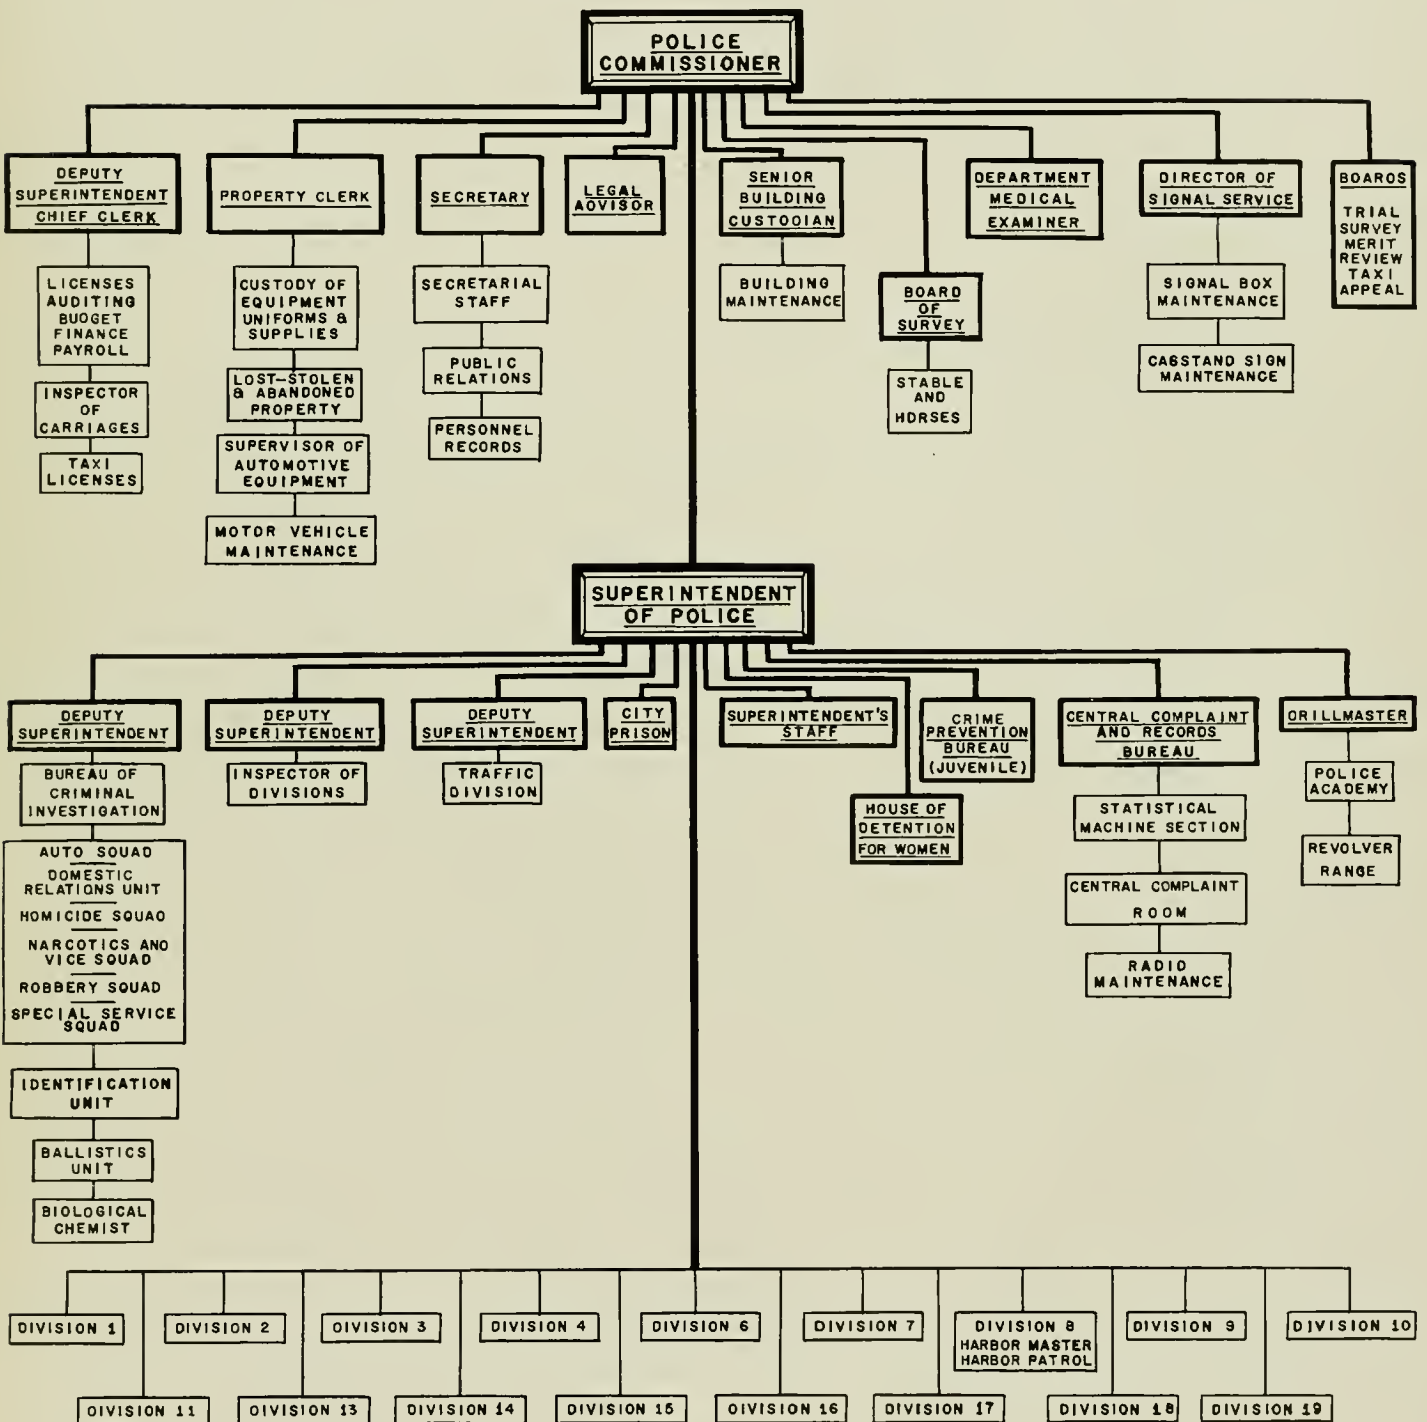 POLICE
COMMISSIONER
DEPUTY
SUPERINTENDENT
CHIEF CLERK
PROPERTY CLERK
SECRETARY
LEGAL
ADVISOR
SENIOR
BUILDING
CUSTODIAN
DEPARTMENT
MEDICAL
EXAMINER
DIRECTOR OF
SIGNAL SERVICE
BOARDS
TRIAL
SURVEY
MERIT
REVIEW
TAXI
APPEAL
LICENSES
AUDITING
BUDGET
FINANCE
PAYROLL
INSPECTOR
OF
CARRIAGES
TAXI
LICENSES
CUSTODY OF
EQUIPMENT
UNIFORMS &
SUPPLIES
LOST-STOLEN
& ABANDONED
PROPERTY
SUPERVISOR OF
AUTOMOTIVE
EQUIPMENT
MOTOR VEHICLE
MAINTENANCE
SECRETARIAL
STAFF
PUBLIC
RELATIONS
PERSONNEL
RECORDS
BUILDING
MAINTENANCE
BOARD
OF
SURVEY
STABLE
AND
HORSES
SIGNAL BOX
MAINTENANCE
CABSTAND SIGN
MAINTENANCE
SUPERINTENDENT
OF POLICE
DEPUTY
SUPERINTENDENT
DEPUTY
SUPERINTENDENT
DEPUTY
SUPERINTENDENT
CITY
PRISON
SUPERINTENDENT'S
STAFF
CRIME
PREVENTION
BUREAU
(JUVENILE)
CENTRAL COMPLAINT
AND RECORDS
BUREAU
DRILLMASTER
BUREAU OF
CRIMINAL
INVESTIGATION
AUTO SQUAD
DOMESTIC
RELATIONS UNIT
HOMICIDE SQUAD
NARCOTICS AND
VICE SQUAD
ROBBERY SQUAD
SPECIAL SERVICE
SQUAD
IDENTIFICATION
UNIT
BALLISTICS
UNIT
BIOLOGICAL
CHEMIST
INSPECTOR OF
DIVISIONS
TRAFFIC
DIVISION
HOUSE OF
DETENTION
FOR WOMEN
STATISTICAL
MACHINE SECTION
CENTRAL COMPLAINT
ROOM
RADIO
MAINTENANCE
POLICE
ACADEMY
REVOLVER
RANGE
DIVISION 1
DIVISION 2
DIVISION 3
DIVISION 4
DIVISION 6
DIVISION 7
DIVISION 8
HARBOR MASTER
HARBOR PATROL
DIVISION 9
DIVISION 10
DIVISION 11
DIVISION 13
DIVISION 14
DIVISION 15
DIVISION 16
DIVISION 17
DIVISION 18
DIVISION 19